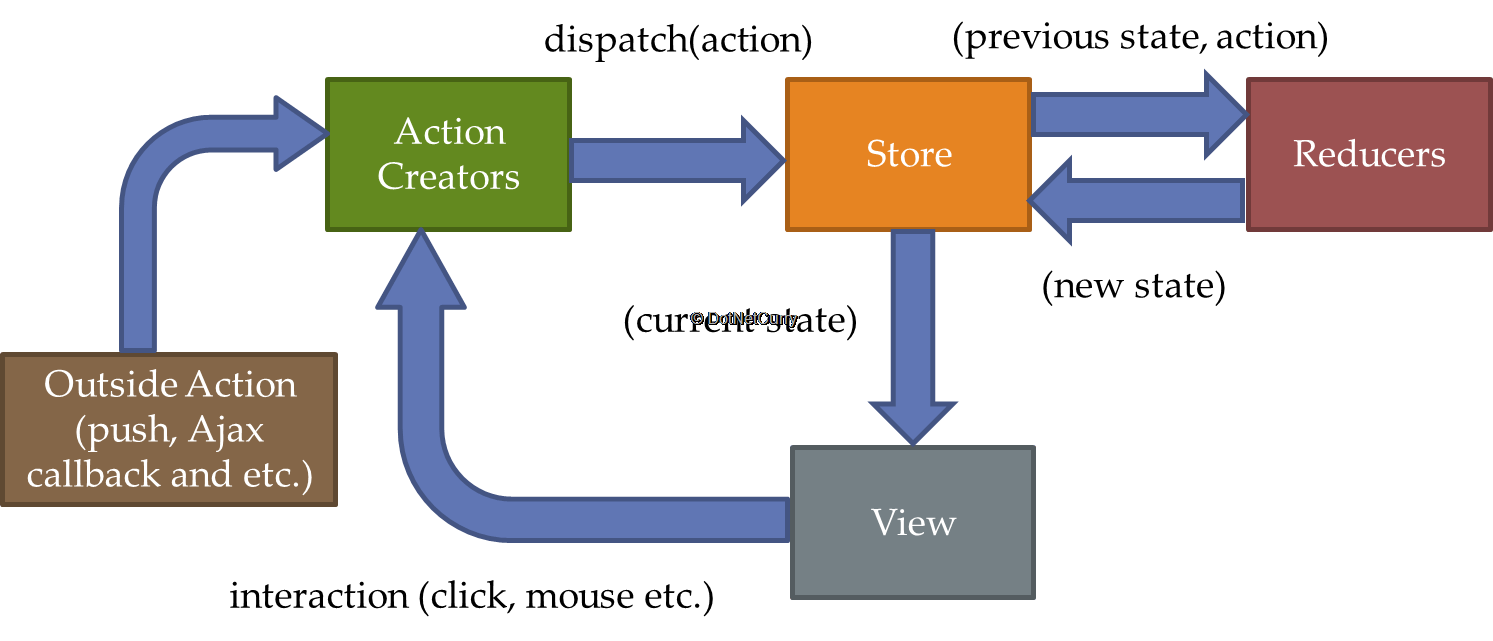 dispatch(action)
(previous state, action)
Action
Creators
Store
Reducers
(new state)
(current state)
© DotNetCurry
Outside Action
(push, Ajax
callback and etc.)
View
interaction (click, mouse etc.)